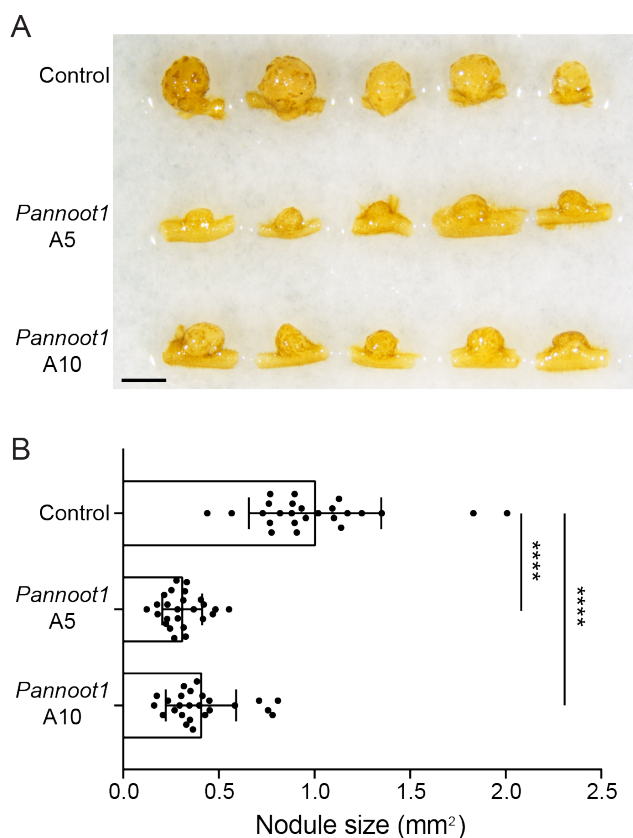 A
Control
Pannoot1
A5
Pannoot1
A10
B
Control
Pannoot1
A5
Pannoot1
A10
****
****
0.0 0.5 1.0 1.5 2.0 2.5
Nodule size (mm²)